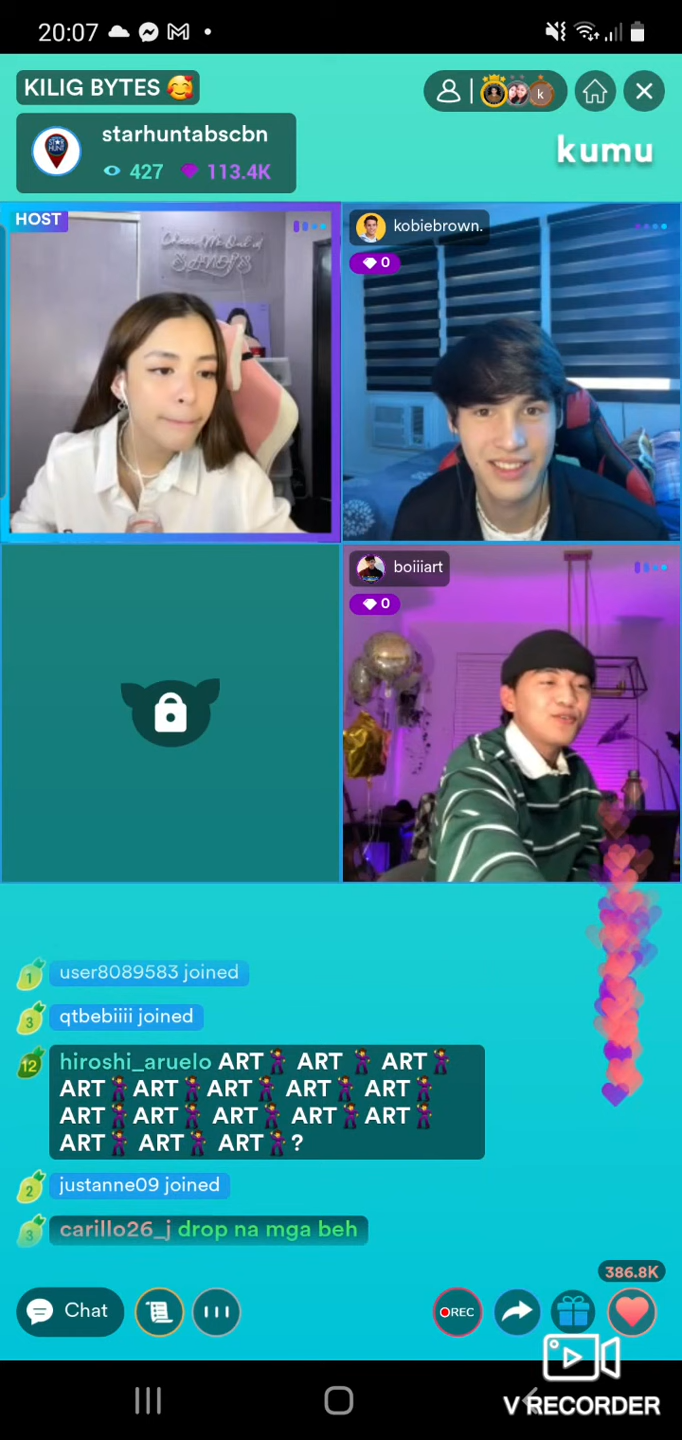 20:07
KILIG BYTES 🥰
k
starhuntabscbn
427 113.4K
kumu
HOST
kobiebrown.
0
boiiiart
0
1 user8089583 joined
3 qtbebiiii joined
12 hiroshi_aruelo ART🕺 ART 🕺 ART🕺
ART🕺ART🕺ART🕺 ART🕺 ART🕺
ART🕺ART🕺 ART🕺ART🕺ART🕺
ART🕺 ART🕺 ART🕺?
2 justanne09 joined
3 carillo26_j drop na mga beh
386.8K
Chat
REC
V RECORDER